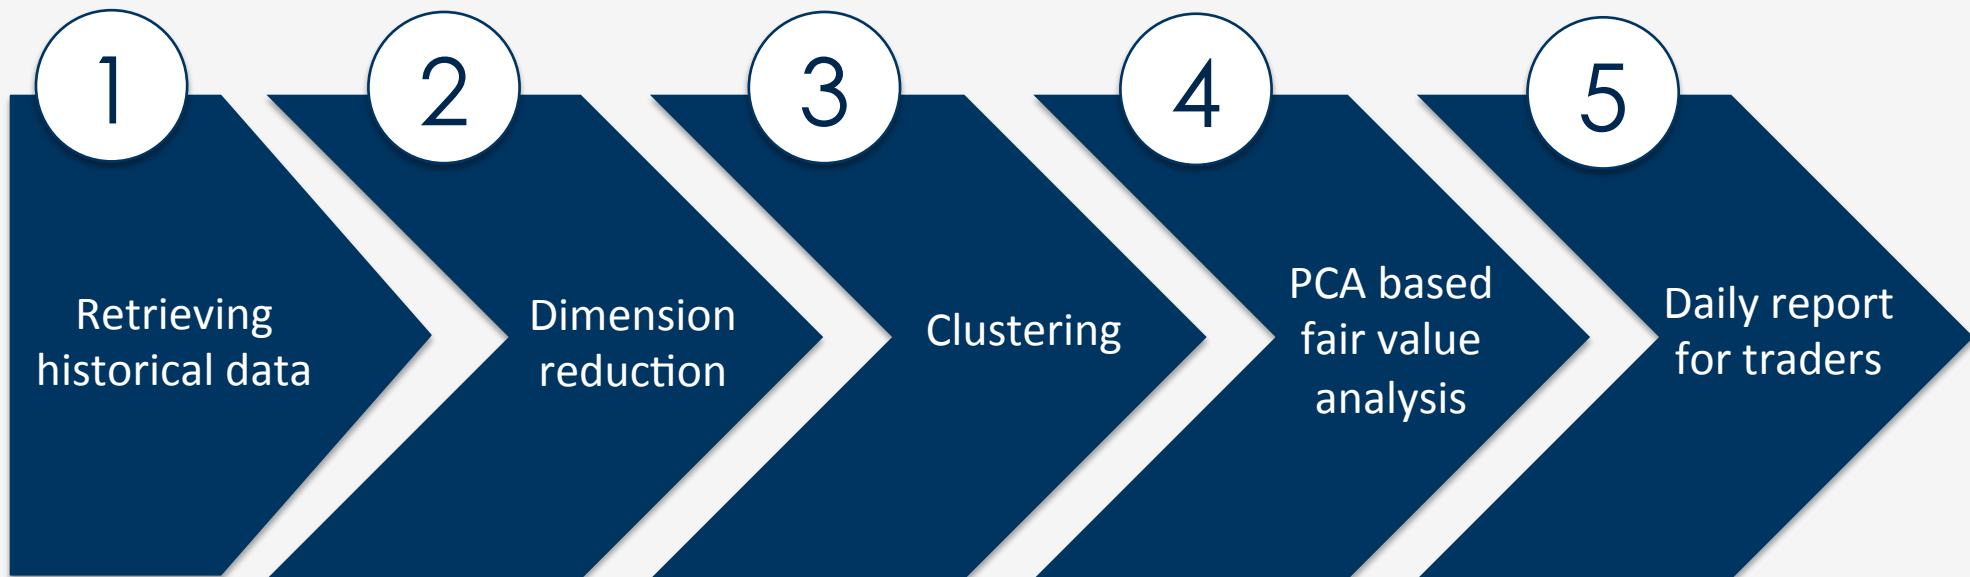 1
Retrieving
historical data
2
Dimension
reduction
3
Clustering
4
PCA based
fair value
analysis
5
Daily report
for traders